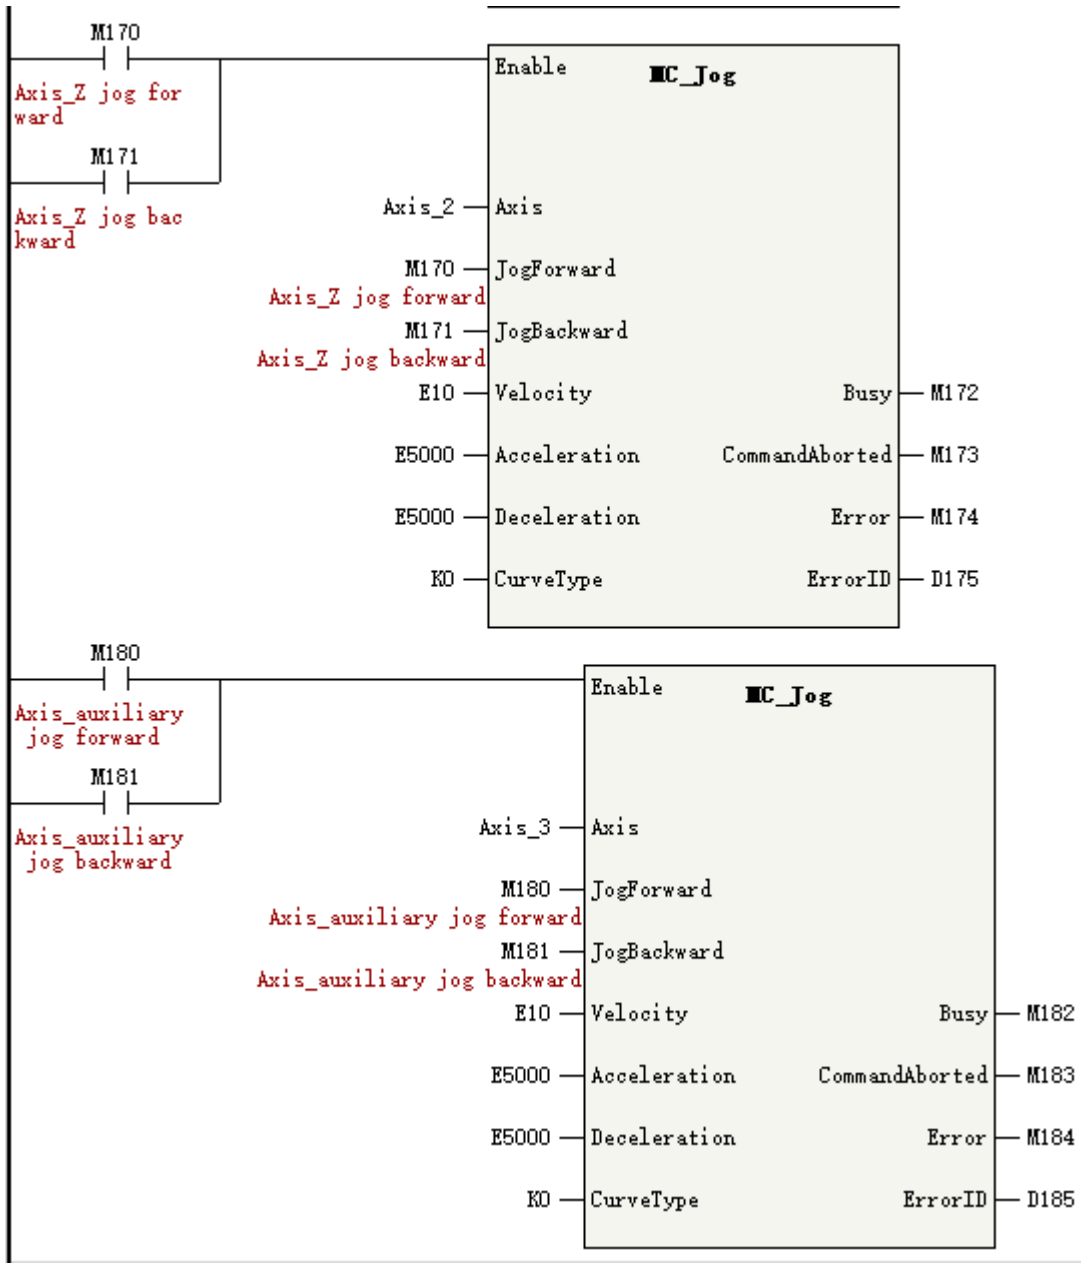 M170
Enable
MC_Jog
Axis_Z jog for
ward
M171
Axis_2
Axis
Axis_Z jog bac
kward
M170
JogForward
Axis_Z jog forward
M171
JogBackward
Axis_Z jog backward
E10
Velocity
Busy
M172
E5000
Acceleration
CommandAborted
M173
E5000
Deceleration
Error
M174
K0
CurveType
ErrorID
D175
M180
Enable
MC_Jog
Axis_auxiliary
jog forward
M181
Axis_3
Axis
Axis_auxiliary
jog backward
M180
JogForward
Axis_auxiliary jog forward
M181
JogBackward
Axis_auxiliary jog backward
E10
Velocity
Busy
M182
E5000
Acceleration
CommandAborted
M183
E5000
Deceleration
Error
M184
K0
CurveType
ErrorID
D185